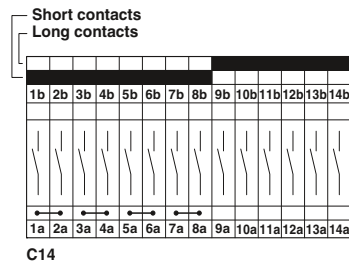 Short contacts
Long contacts
1b 2b 3b 4b 5b 6b 7b 8b 9b 10b 11b 12b 13b 14b
1a 2a 3a 4a 5a 6a 7a 8a 9a 10a 11a 12a 13a 14a
C14